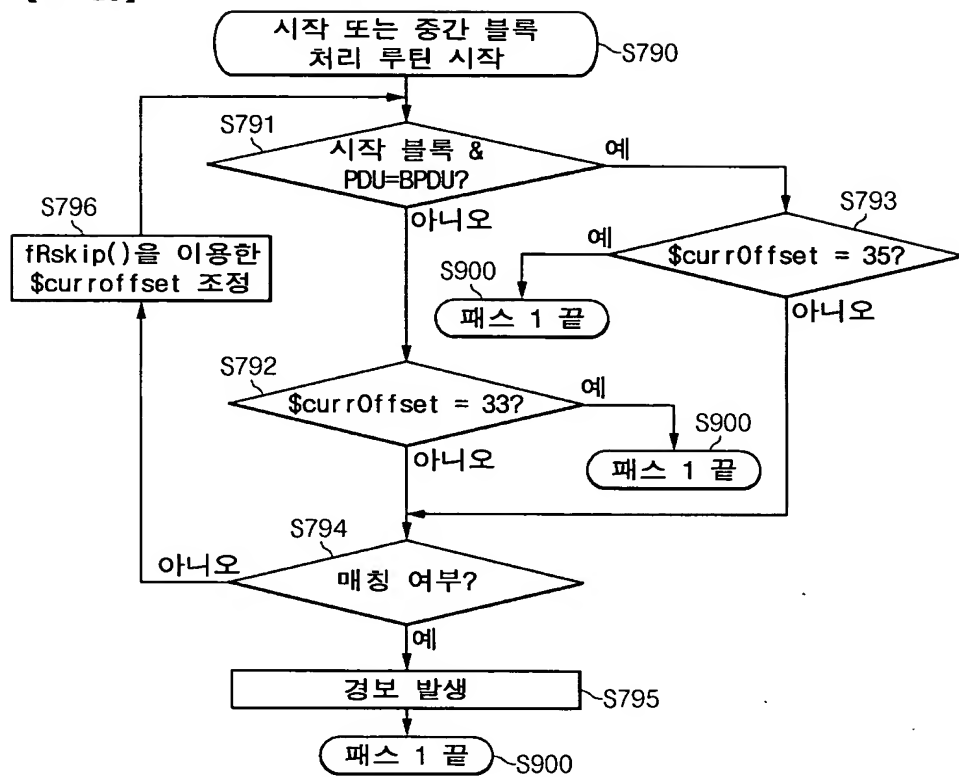 시작 또는 중간 블록
처리 루틴 시작
S790
S791
시작 블록 &
PDU=BPDU?
예
아니오
S796
fRskip()을 이용한
$curroffset 조정
S793
$currOffset = 35?
예
아니오
S900
패스 1 끝
S792
$currOffset = 33?
예
아니오
S900
패스 1 끝
S794
매칭 여부?
아니오
예
경보 발생
S795
패스 1 끝
S900